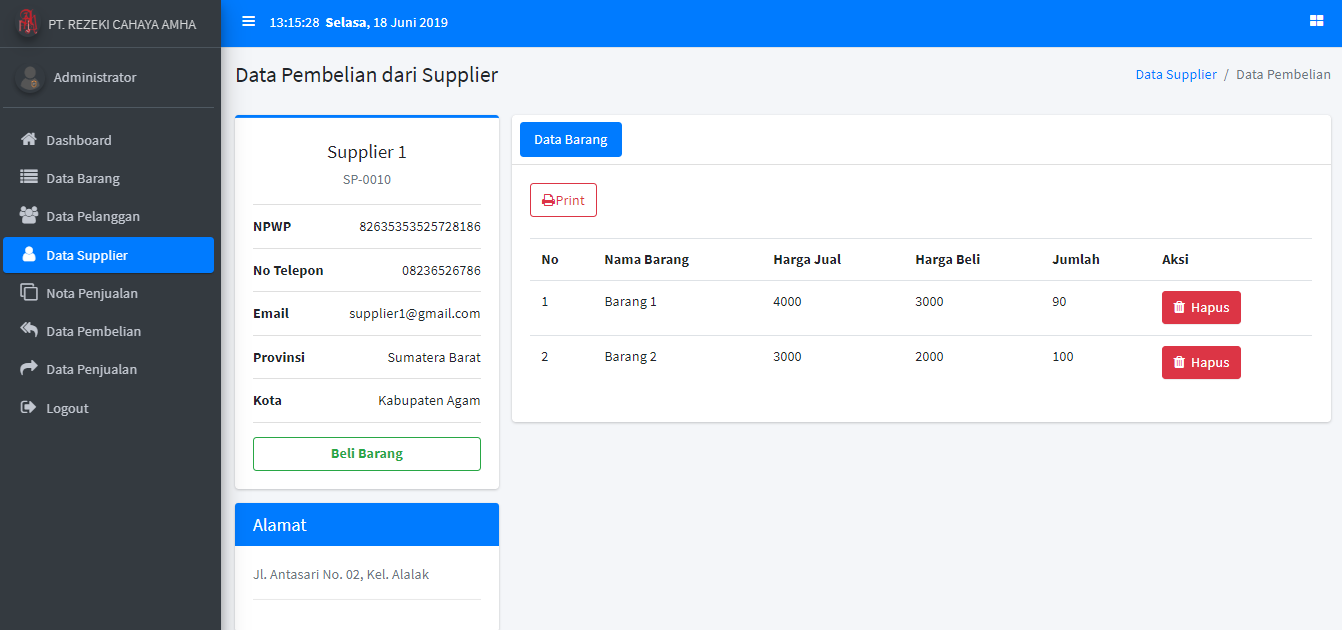 PT. REZEKI CAHAYA AMHA
13:15:28 Selasa, 18 Juni 2019
Administrator
Dashboard
Data Barang
Data Pelanggan
Data Supplier
Nota Penjualan
Data Pembelian
Data Penjualan
Logout
Data Pembelian dari Supplier
Data Supplier / Data Pembelian
Supplier 1
SP-0010
NPWP 82635353525728186
No Telepon 08236526786
Email supplier1@gmail.com
Provinsi Sumatera Barat
Kota Kabupaten Agam
Beli Barang
Alamat
Jl. Antasari No. 02, Kel. Alalak
Data Barang
Print
No Nama Barang Harga Jual Harga Beli Jumlah Aksi
1 Barang 1 4000 3000 90 Hapus
2 Barang 2 3000 2000 100 Hapus